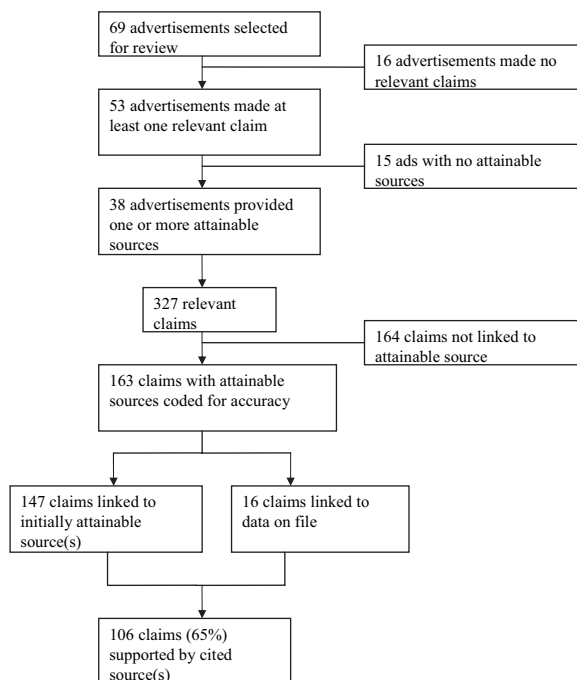 69 advertisements selected
for review
16 advertisements made no
relevant claims
53 advertisements made at
least one relevant claim
15 ads with no attainable
sources
38 advertisements provided
one or more attainable
sources
327 relevant
claims
164 claims not linked to
attainable source
163 claims with attainable
sources coded for accuracy
147 claims linked to
initially attainable
source(s)
16 claims linked to
data on file
106 claims (65%)
supported by cited
source(s)